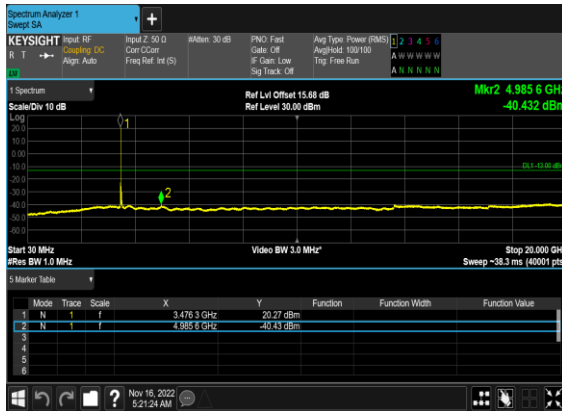 Spectrum Analyzer 1
Swept SA
+
KEYSIGHT Input: RF Input Z: 50 Ω #Atten: 30 dB PNO: Fast Avg Type: Power (RMS) 1 2 3 4 5 6
R T Coupling: DC Corr CCorr Gate: Off Avg|Hold: 100/100 A W W W W W
Align: Auto Freq Ref: Int (S) IF Gain: Low Trig: Free Run
LXI Sig Track: Off A N N N N N
1 Spectrum Ref Lvl Offset 15.68 dB Mkr2 4.985 6 GHz
Scale/Div 10 dB Ref Level 30.00 dBm -40.432 dBm
Log
1
20.0
10.0
0.00
-10.0 DL1 -13.00 dBm
-20.0
-30.0
2
-40.0
-50.0
-60.0
Start 30 MHz Video BW 3.0 MHz* Stop 20.000 GHz
#Res BW 1.0 MHz Sweep ~38.3 ms (40001 pts)
5 Marker Table
Mode Trace Scale X Y Function Function Width Function Value
1 N 1 f 3.476 3 GHz 20.27 dBm
2 N 1 f 4.985 6 GHz -40.43 dBm
3
4
5
6
? Nov 16, 2022
5:21:24 AM